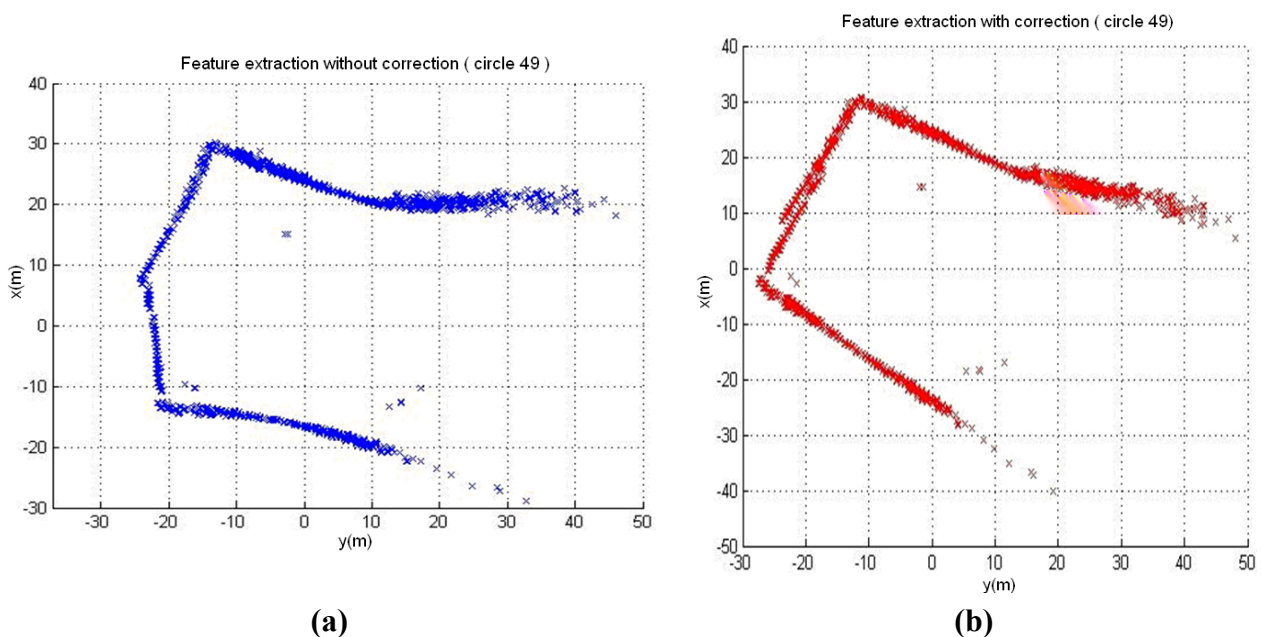 Feature extraction without correction ( circle 49 )
40
30
20
10
0
-10
-20
-30
x(m)
-30 -20 -10 0 10 20 30 40 50
y(m)
(a)
Feature extraction with correction ( circle 49)
40
30
20
10
0
-10
-20
-30
-40
-50
x(m)
-30 -20 -10 0 10 20 30 40 50
y(m)
(b)